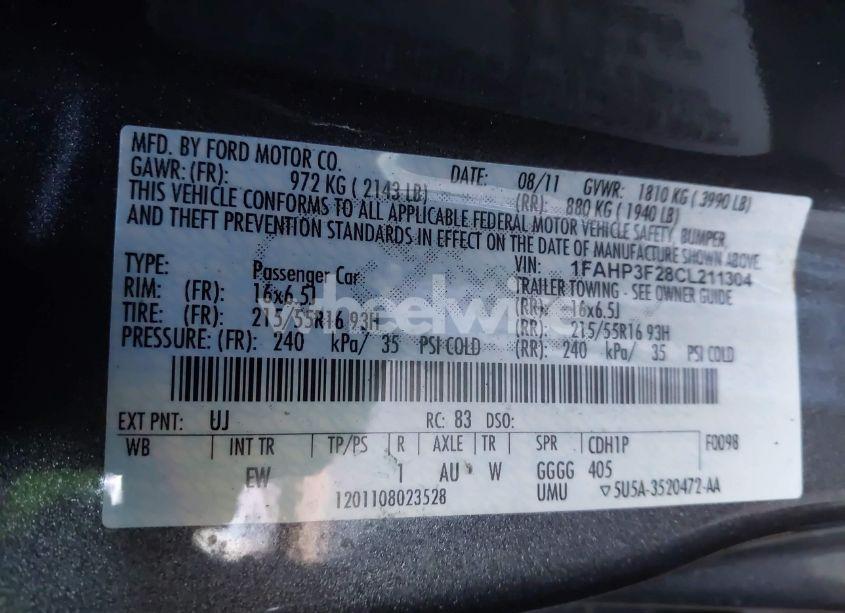 MFD. BY FORD MOTOR CO. DATE: 08/11 GVWR: 1810 KG ( 3990 LB)
GAWR: (FR): 972 KG ( 2143 LB) (RR): 880 KG ( 1940 LB)
THIS VEHICLE CONFORMS TO ALL APPLICABLE FEDERAL MOTOR VEHICLE SAFETY, BUMPER,
AND THEFT PREVENTION STANDARDS IN EFFECT ON THE DATE OF MANUFACTURE SHOWN ABOVE.
VIN: 1FAHP3F28CL211304
TYPE: Passenger Car TRAILER TOWING - SEE OWNER GUIDE
RIM: (FR): 16x6.5J (RR): 16x6.5J
TIRE: (FR): 215/55R16 93H (RR): 215/55R16 93H
PRESSURE: (FR): 240 kPa/ 35 PSI COLD (RR): 240 kPa/ 35 PSI COLD
wheelwire
EXT PNT: UJ RC: 83 DSO:
WB INT TR TP/PS R AXLE TR SPR CDH1P F0098
EW 1 AU W GGGG 405
1201108023528 UMU ▽5U5A-3520472-AA